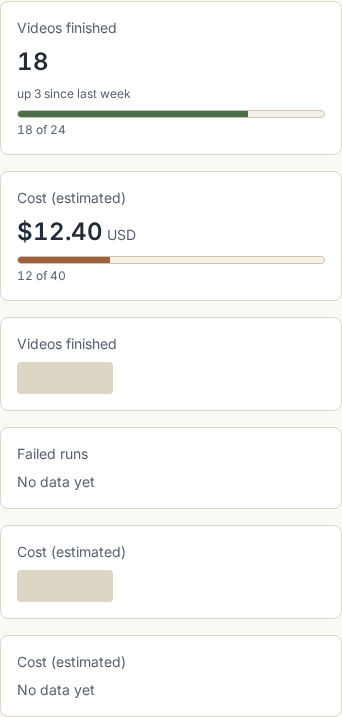 Videos finished
18
up 3 since last week
18 of 24
Cost (estimated)
$12.40 USD
12 of 40
Videos finished
Failed runs
No data yet
Cost (estimated)
Cost (estimated)
No data yet